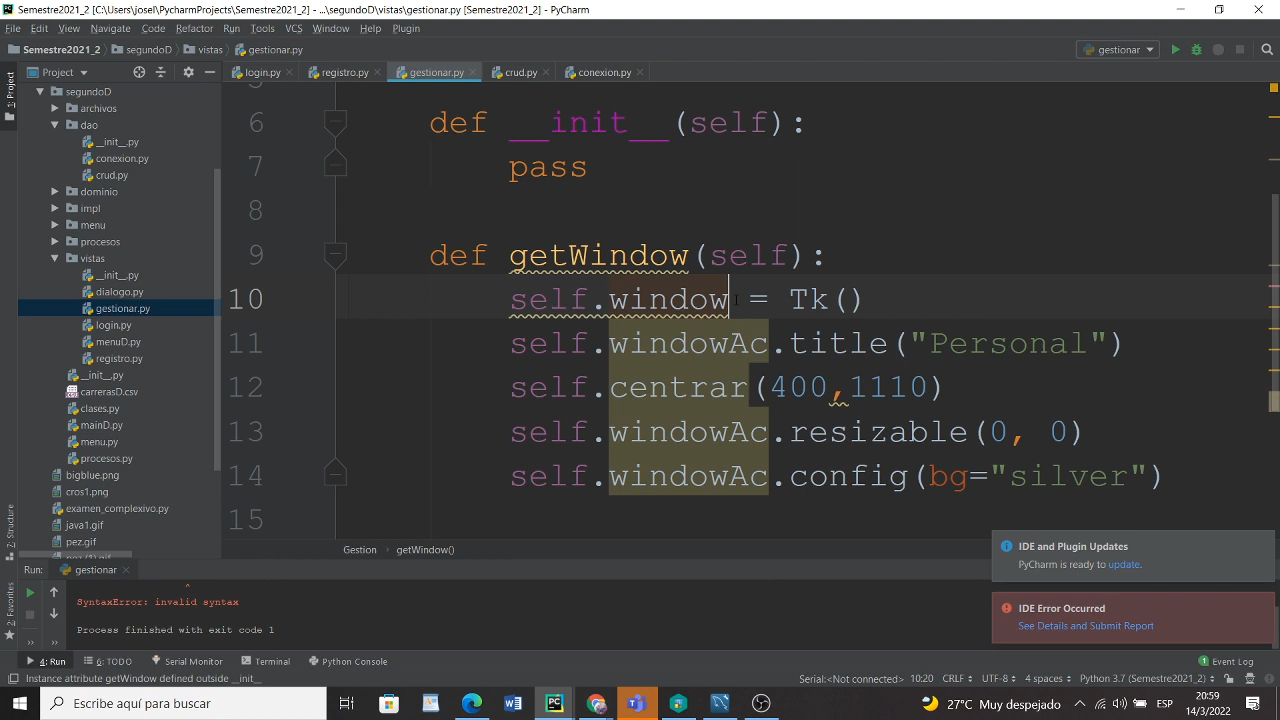 Semestre2021_2 [C:\Users\josel\PycharmProjects\Semestre2021_2] - ...\segundoD\vistas\gestionar.py [Semestre2021_2] - PyCharm
File Edit View Navigate Code Refactor Run Tools VCS Window Help Plugin
Semestre2021_2 segundoD vistas gestionar.py
gestionar
Project
login.py registro.py gestionar.py crud.py conexion.py
1: Project
segundoD
archivos
dao
__init__.py
conexion.py
crud.py
dominio
impl
menu
procesos
vistas
__init__.py
dialogo.py
gestionar.py
login.py
menuD.py
registro.py
__init__.py
carrerasD.csv
clases.py
mainD.py
menu.py
procesos.py
bigblue.png
cros1.png
examen_complexivo.py
java1.gif
pez.gif
pez (1).gif
6 def __init__(self):
7 pass
8
9 def getWindow(self):
10 self.window = Tk()
11 self.windowAc.title("Personal")
12 self.centrar(400,1110)
13 self.windowAc.resizable(0, 0)
14 self.windowAc.config(bg="silver")
15
Gestion getWindow()
IDE and Plugin Updates
PyCharm is ready to update.
IDE Error Occurred
See Details and Submit Report
7: Structure
2: Favorites
Run: gestionar
^
SyntaxError: invalid syntax
Process finished with exit code 1
4: Run 6: TODO Serial Monitor Terminal Python Console 1 Event Log
Instance attribute getWindow defined outside __init__ Serial:<Not connected> 10:20 CRLF UTF-8 4 spaces Python 3.7 (Semestre2021_2)
Escribe aquí para buscar
27°C Muy despejado
ESP
20:59
14/3/2022